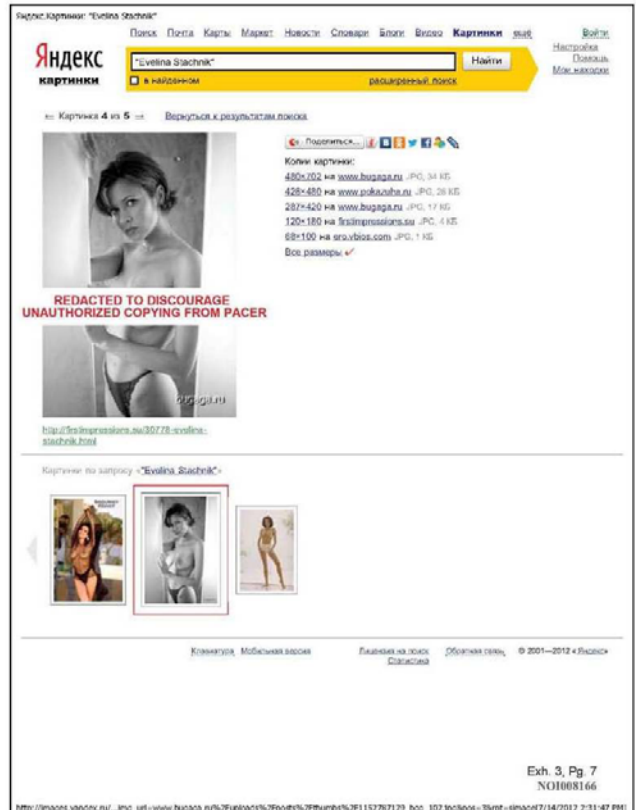 Яндекс.Картинки: "Evelina Stachnik"
Поиск Почта Карты Маркет Новости Словари Блоги Видео Картинки ещё
Войти
Настройка
Помощь
Мои находки
Яндекс
картинки
"Evelina Stachnik"
Найти
в найденном
расширенный поиск
← Картинка 4 из 5 →
Вернуться к результатам поиска
Поделиться...
Копии картинки:
480×702 на www.bugaga.ru JPG, 34 КБ
428×480 на www.pokazuha.ru JPG, 28 КБ
287×420 на www.bugaga.ru JPG, 17 КБ
120×180 на firstimpressions.su JPG, 4 КБ
68×100 на ero.vbios.com JPG, 1 КБ
Все размеры
REDACTED TO DISCOURAGE
UNAUTHORIZED COPYING FROM PACER
bugaga.ru
http://firstimpressions.su/30778-evelina-
stachnik.html
Картинки по запросу «"Evelina Stachnik"»
Клавиатура Мобильная версия
Лицензия на поиск
Статистика
Обратная связь
© 2001—2012 «Яндекс»
Exh. 3, Pg. 7
NOI008166